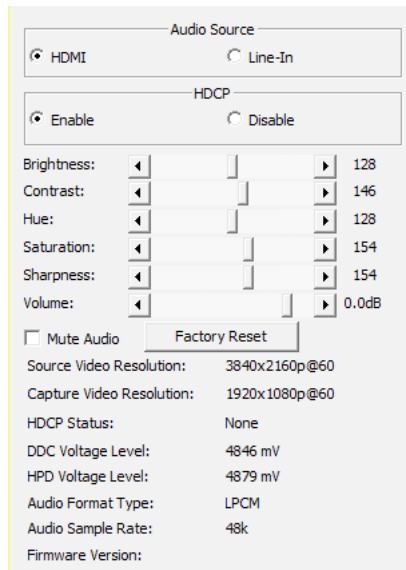 Audio Source
HDMI Line-In
HDCP
Enable Disable
Brightness: 128
Contrast: 146
Hue: 128
Saturation: 154
Sharpness: 154
Volume: 0.0dB
Mute Audio Factory Reset
Source Video Resolution: 3840x2160p@60
Capture Video Resolution: 1920x1080p@60
HDCP Status: None
DDC Voltage Level: 4846 mV
HPD Voltage Level: 4879 mV
Audio Format Type: LPCM
Audio Sample Rate: 48k
Firmware Version: